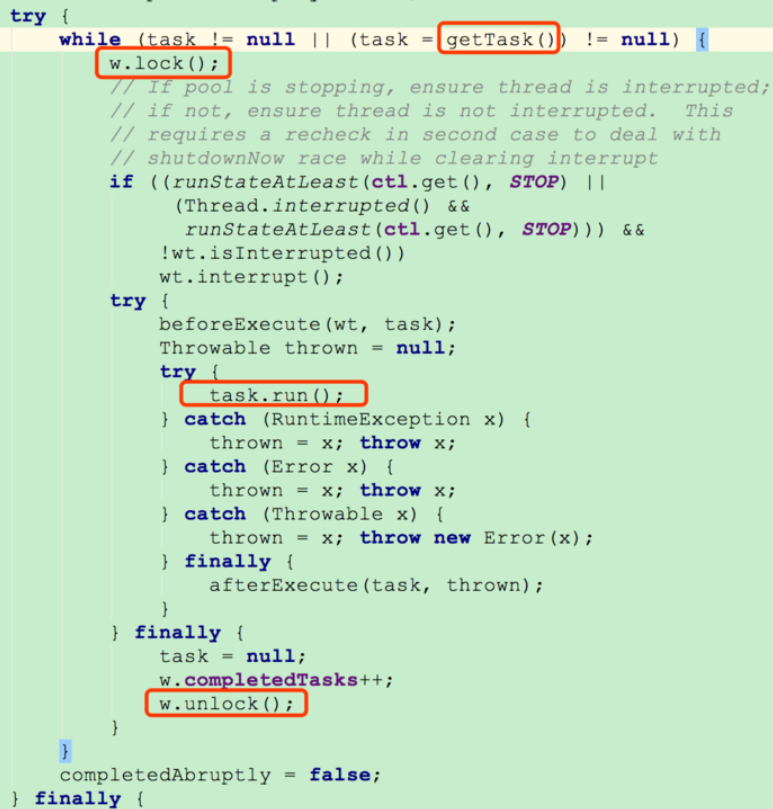 try {
while (task != null || (task = getTask()) != null) {
w.lock();
// If pool is stopping, ensure thread is interrupted;
// if not, ensure thread is not interrupted.  This
// requires a recheck in second case to deal with
// shutdownNow race while clearing interrupt
if ((runStateAtLeast(ctl.get(), STOP) ||
(Thread.interrupted() &&
runStateAtLeast(ctl.get(), STOP))) &&
!wt.isInterrupted())
wt.interrupt();
try {
beforeExecute(wt, task);
Throwable thrown = null;
try {
task.run();
} catch (RuntimeException x) {
thrown = x; throw x;
} catch (Error x) {
thrown = x; throw x;
} catch (Throwable x) {
thrown = x; throw new Error(x);
} finally {
afterExecute(task, thrown);
}
} finally {
task = null;
w.completedTasks++;
w.unlock();
}
}
completedAbruptly = false;
} finally {